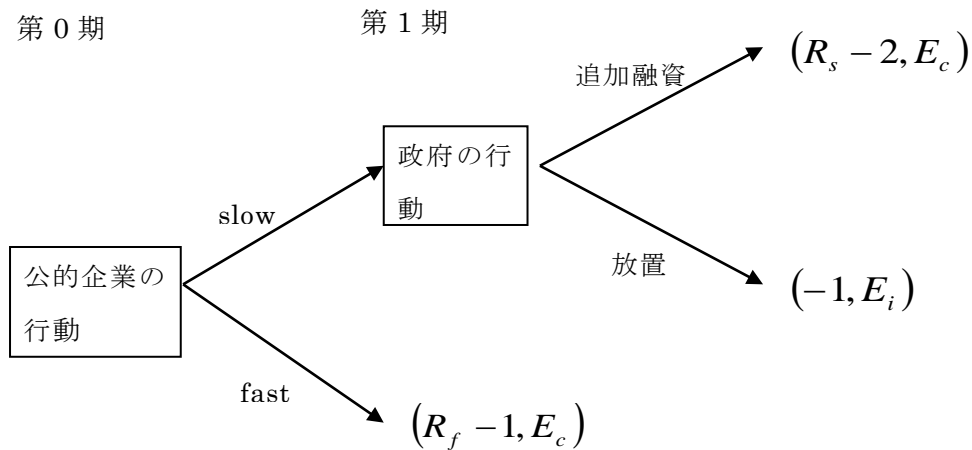 第 0 期
第 1 期
追加融資
(R_s − 2, E_c)
政府の行
動
slow
放置
(−1, E_i)
公的企業の
行動
fast
(R_f − 1, E_c)